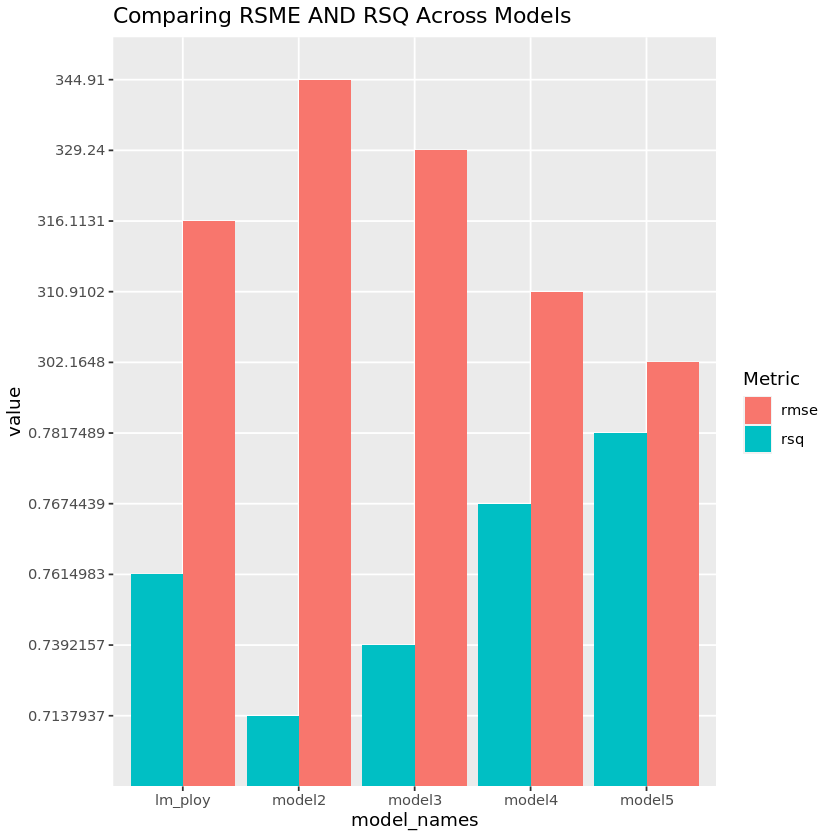 Comparing RSME AND RSQ Across Models
value
344.91
329.24
316.1131
310.9102
302.1648
0.7817489
0.7674439
0.7614983
0.7392157
0.7137937
lm_ploy model2 model3 model4 model5
model_names
Metric
rmse
rsq